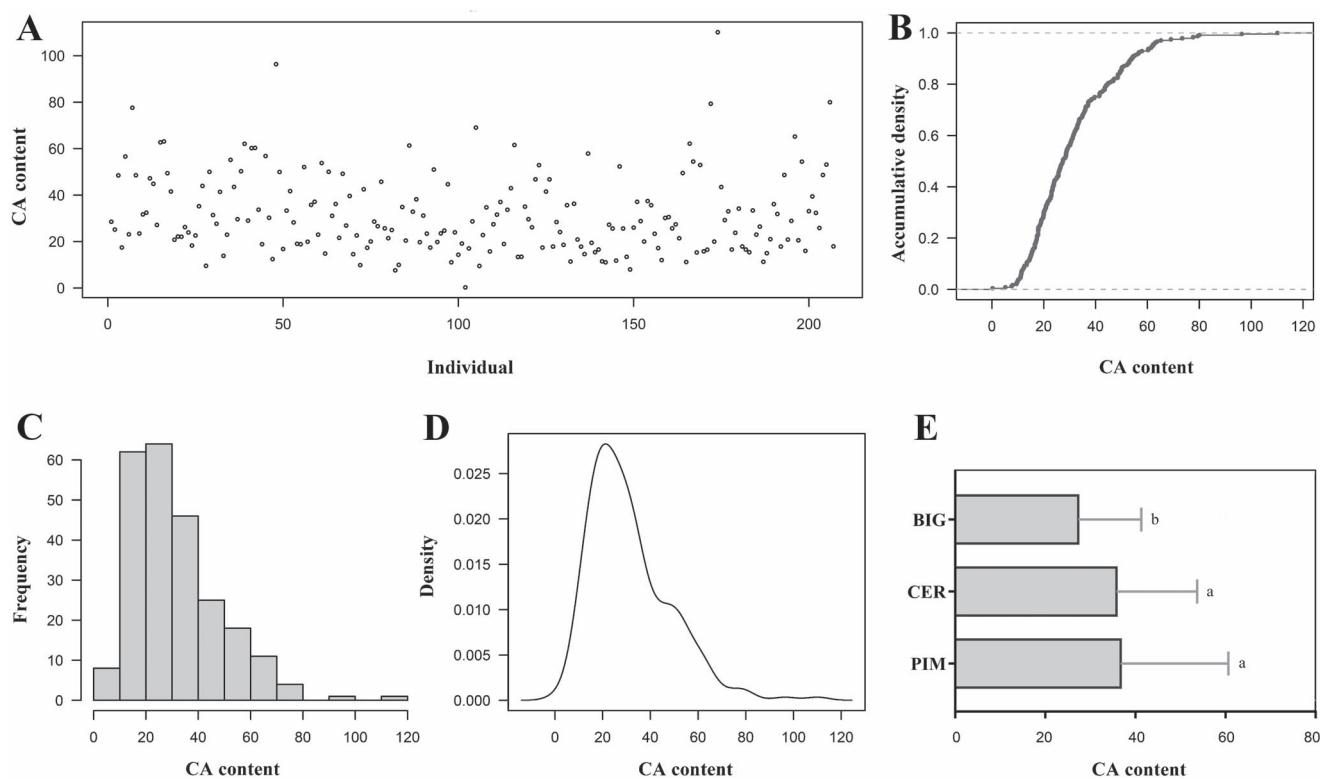 A
CA content
100
80
60
40
20
0
0 50 100 150 200
Individual
B
Accumulative density
1.0
0.8
0.6
0.4
0.2
0.0
0 20 40 60 80 100 120
CA content
C
Frequency
60
50
40
30
20
10
0
0 20 40 60 80 100 120
CA content
D
Density
0.025
0.020
0.015
0.010
0.005
0.000
0 20 40 60 80 100 120
CA content
E
BIG b
CER a
PIM a
0 20 40 60 80
CA content